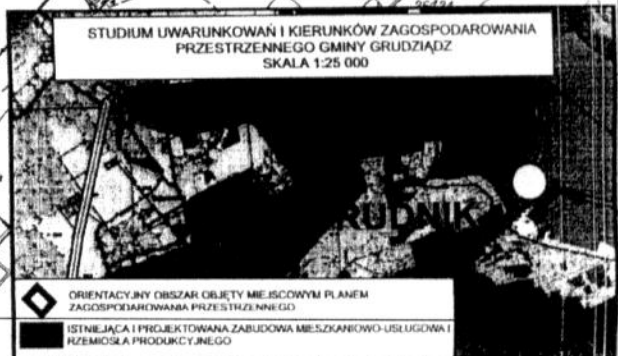 STUDIUM UWARUNKOWAŃ I KIERUNKÓW ZAGOSPODAROWANIA
PRZESTRZENNEGO GMINY GRUDZIĄDZ
SKALA 1:25 000
RUDNIK
ORIENTACYJNY OBSZAR OBJĘTY MIEJSCOWYM PLANEM
ZAGOSPODAROWANIA PRZESTRZENNEGO
ISTNIEJĄCA I PROJEKTOWANA ZABUDOWA MIESZKANIOWO-USŁUGOWA I
RZEMIOSŁA PRODUKCYJNEGO